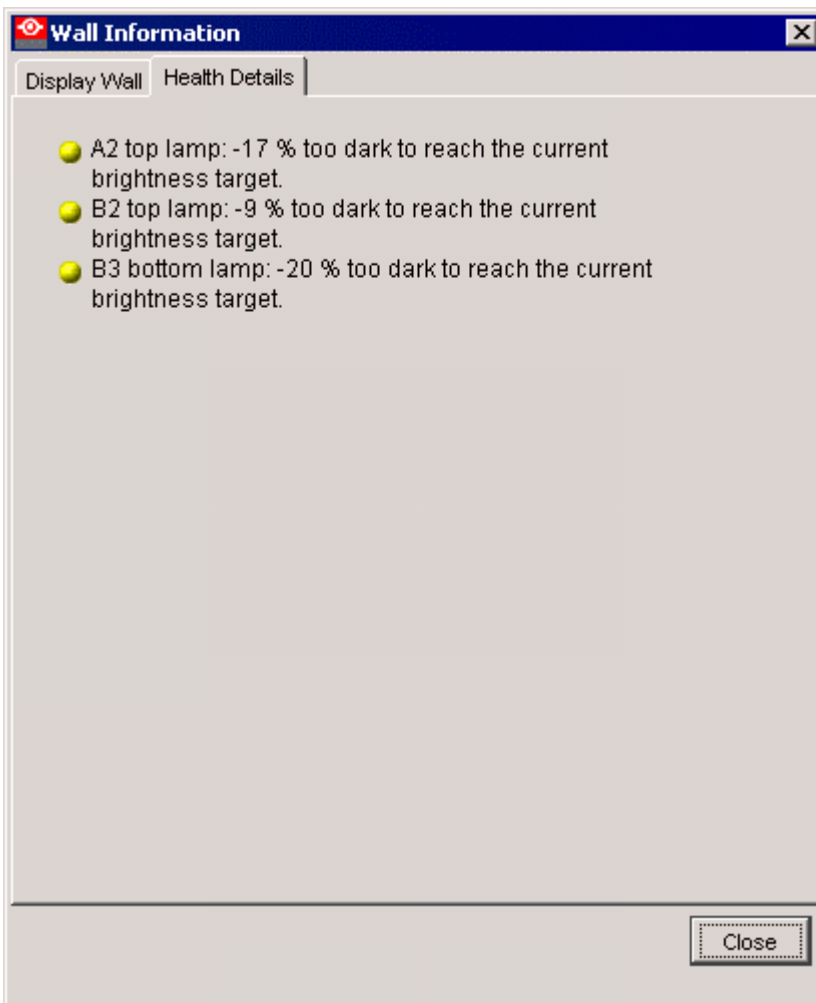 Wall Information
Display Wall
Health Details
A2 top lamp: -17 % too dark to reach the current
brightness target.
B2 top lamp: -9 % too dark to reach the current
brightness target.
B3 bottom lamp: -20 % too dark to reach the current
brightness target.
Close